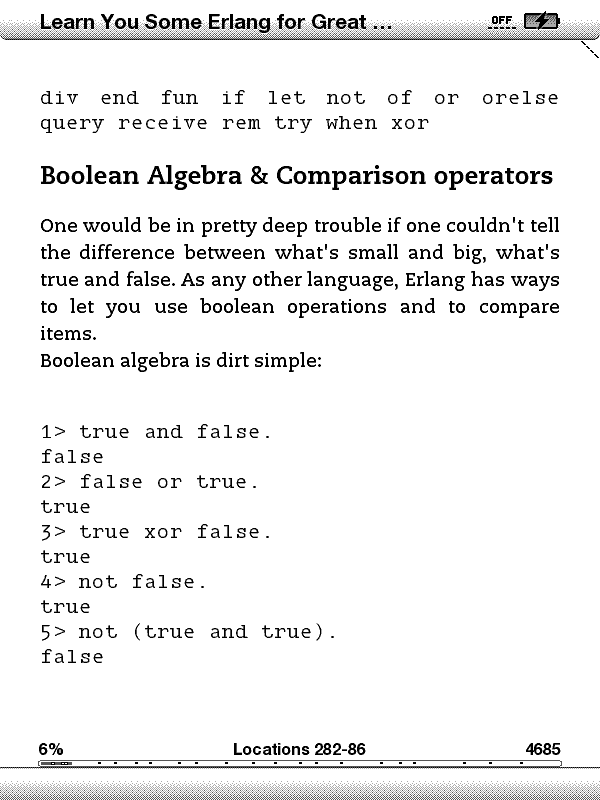 Learn You Some Erlang for Great ...
OFF
div end fun if let not of or orelse
query receive rem try when xor
Boolean Algebra & Comparison operators
One would be in pretty deep trouble if one couldn't tell
the difference between what's small and big, what's
true and false. As any other language, Erlang has ways
to let you use boolean operations and to compare
items.
Boolean algebra is dirt simple:
1> true and false.
false
2> false or true.
true
3> true xor false.
true
4> not false.
true
5> not (true and true).
false
6% Locations 282-86 4685